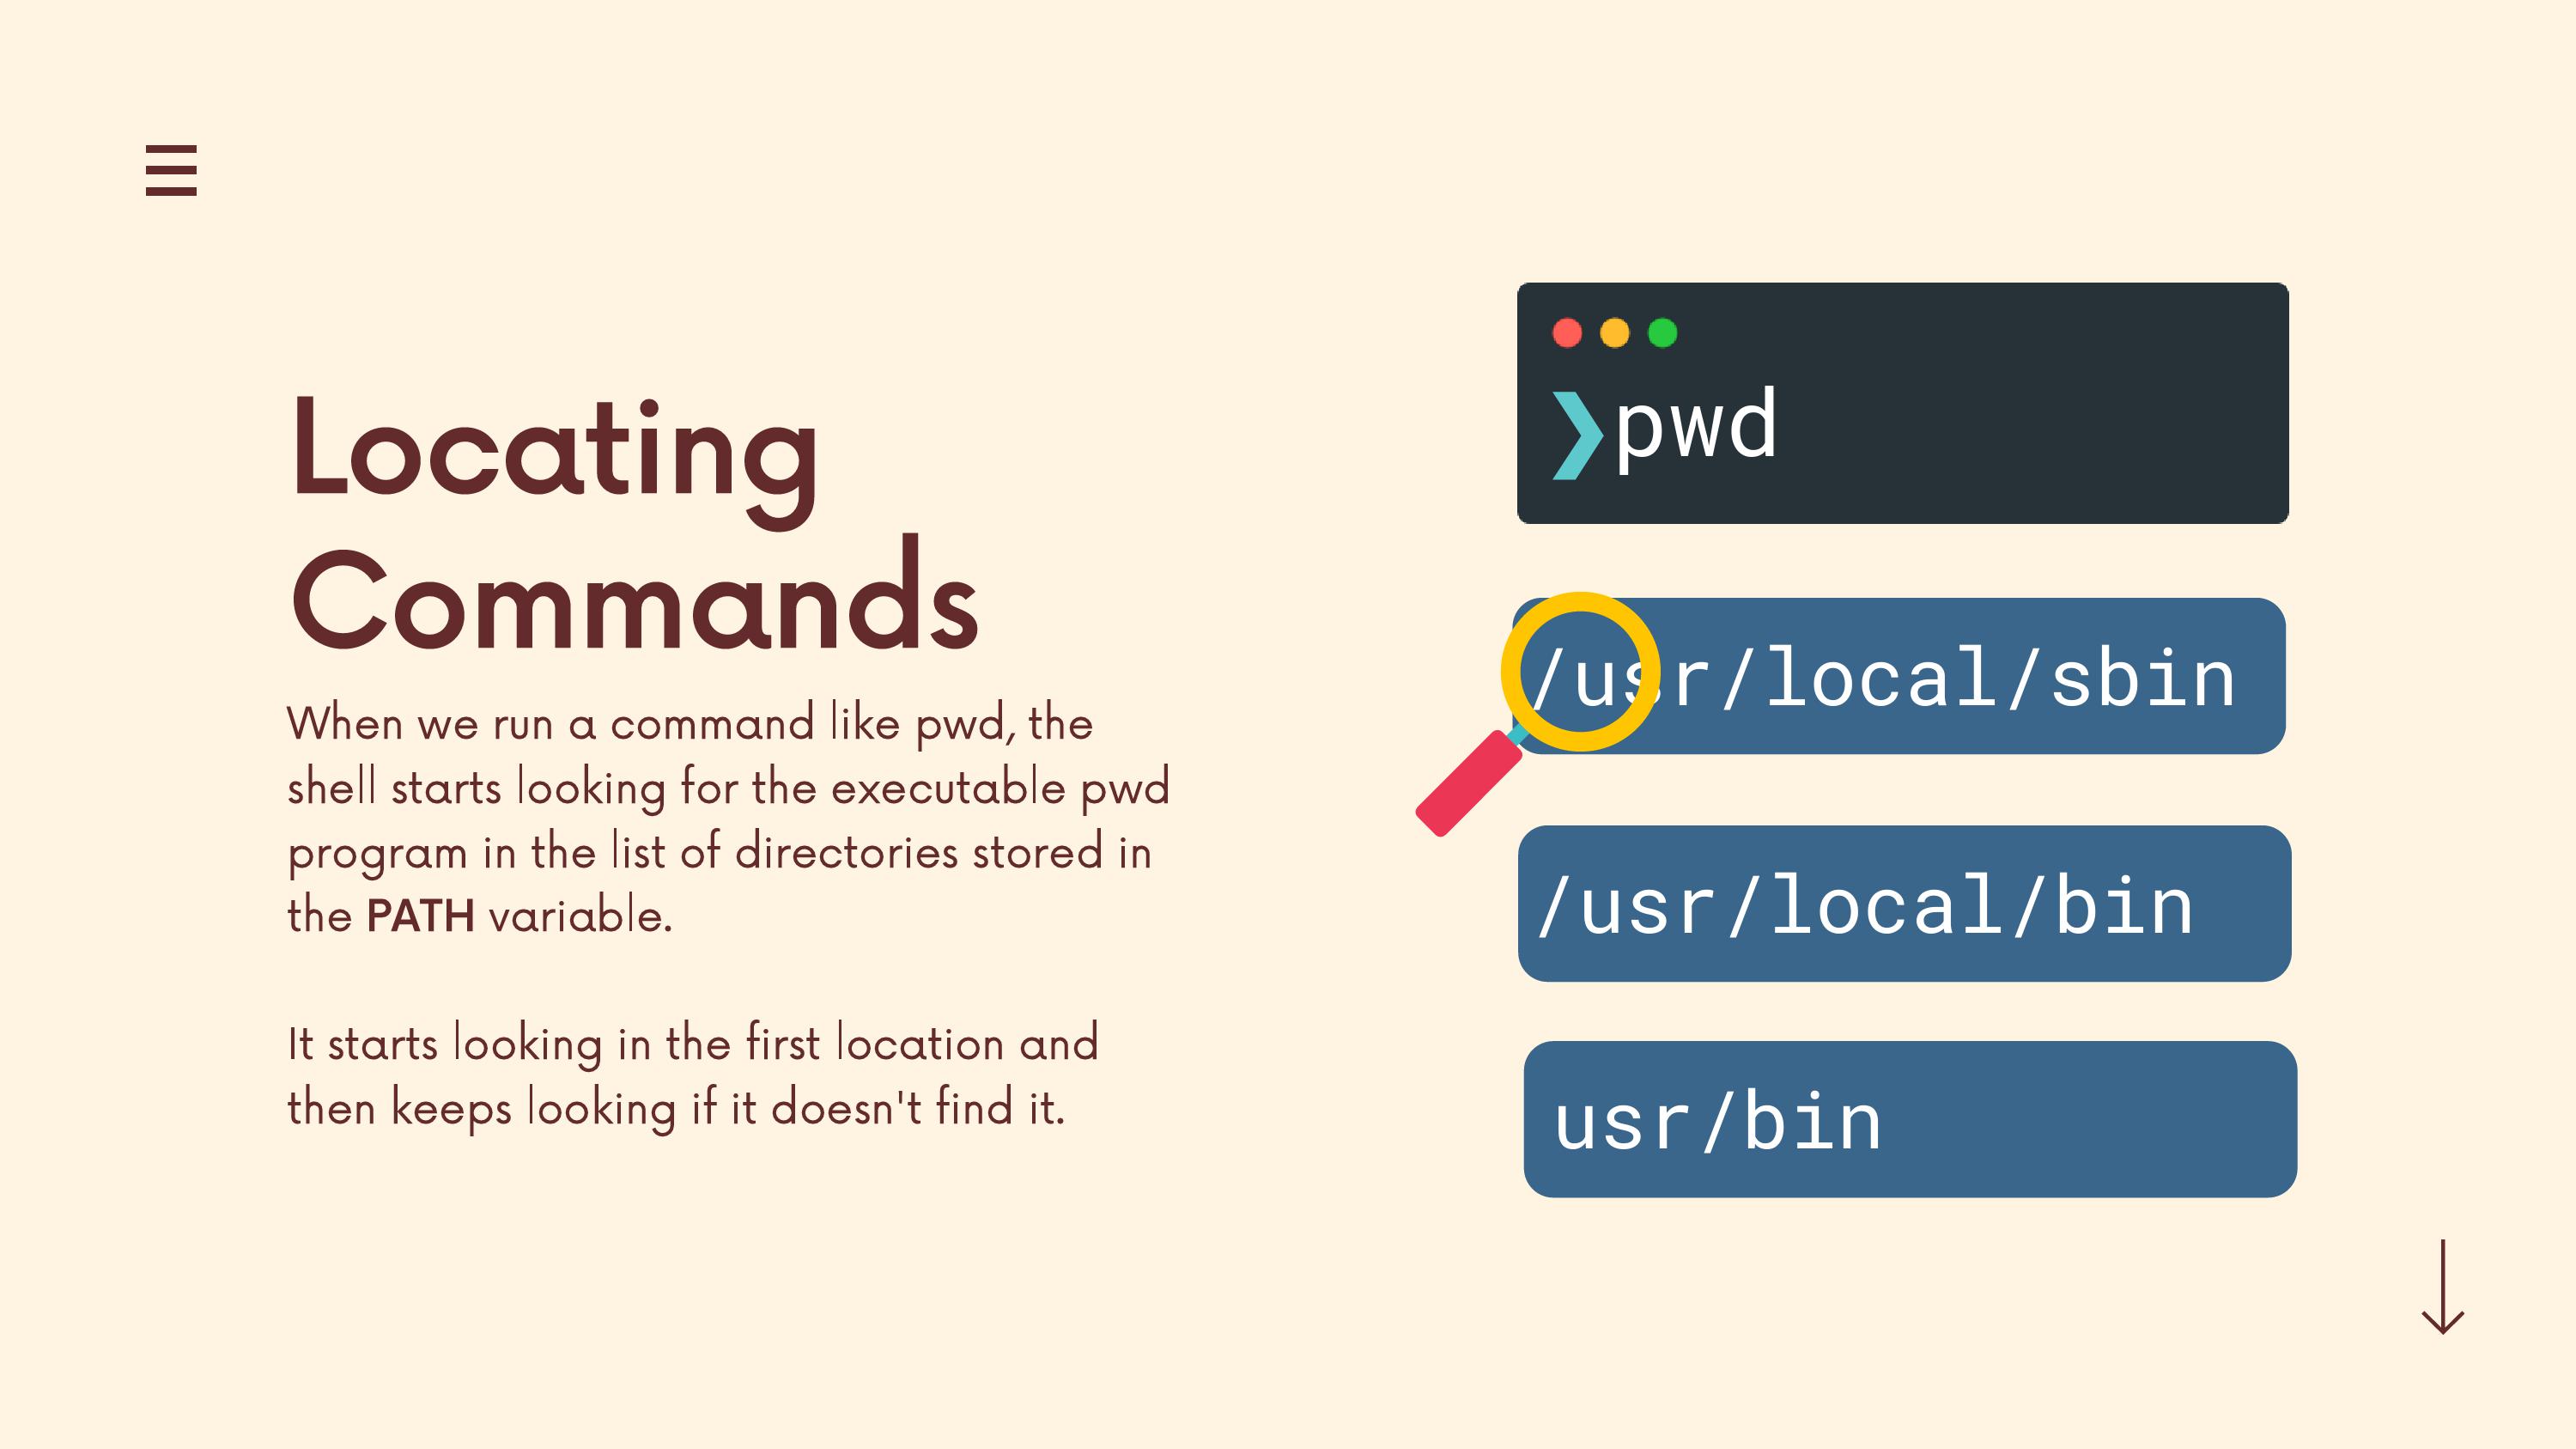 Locating
Commands
When we run a command like pwd, the
shell starts looking for the executable pwd
program in the list of directories stored in
the PATH variable.
It starts looking in the first location and
then keeps looking if it doesn't find it.
❯pwd
/usr/local/sbin
/usr/local/bin
usr/bin